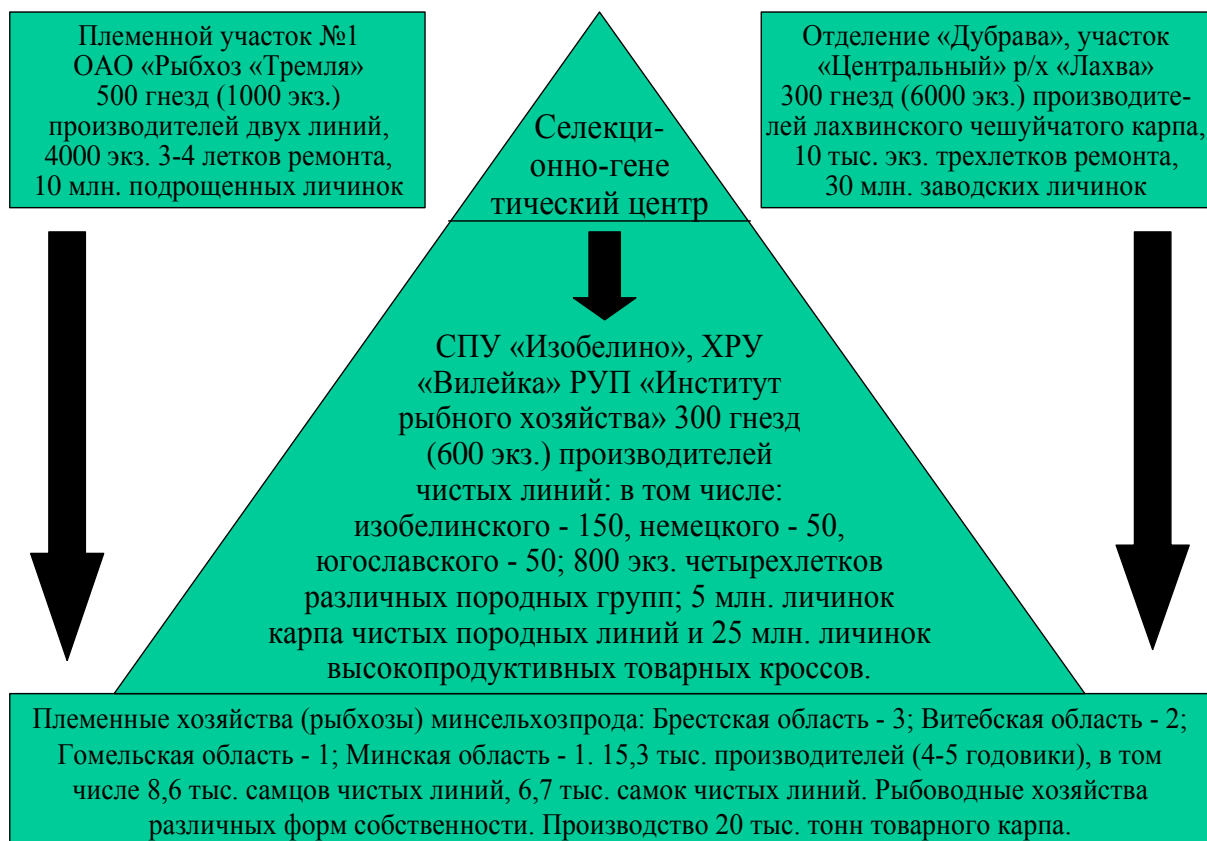 Племенной участок №1
ОАО «Рыбхоз «Тремля»
500 гнезд (1000 экз.)
производителей двух линий,
4000 экз. 3-4 летков ремонта,
10 млн. подрощенных личинок
Селекци-
онно-гене
тический центр
Отделение «Дубрава», участок
«Центральный» р/х «Лахва»
300 гнезд (6000 экз.) производите-
лей лахвинского чешуйчатого карпа,
10 тыс. экз. трехлетков ремонта,
30 млн. заводских личинок
СПУ «Изобелино», ХРУ
«Вилейка» РУП «Институт
рыбного хозяйства» 300 гнезд
(600 экз.) производителей
чистых линий: в том числе:
изобелинского - 150, немецкого - 50,
югославского - 50; 800 экз. четырехлетков
различных породных групп; 5 млн. личинок
карпа чистых породных линий и 25 млн. личинок
высокопродуктивных товарных кроссов.
Племенные хозяйства (рыбхозы) минсельхозпрода: Брестская область - 3; Витебская область - 2;
Гомельская область - 1; Минская область - 1. 15,3 тыс. производителей (4-5 годовики), в том
числе 8,6 тыс. самцов чистых линий, 6,7 тыс. самок чистых линий. Рыбоводные хозяйства
различных форм собственности. Производство 20 тыс. тонн товарного карпа.